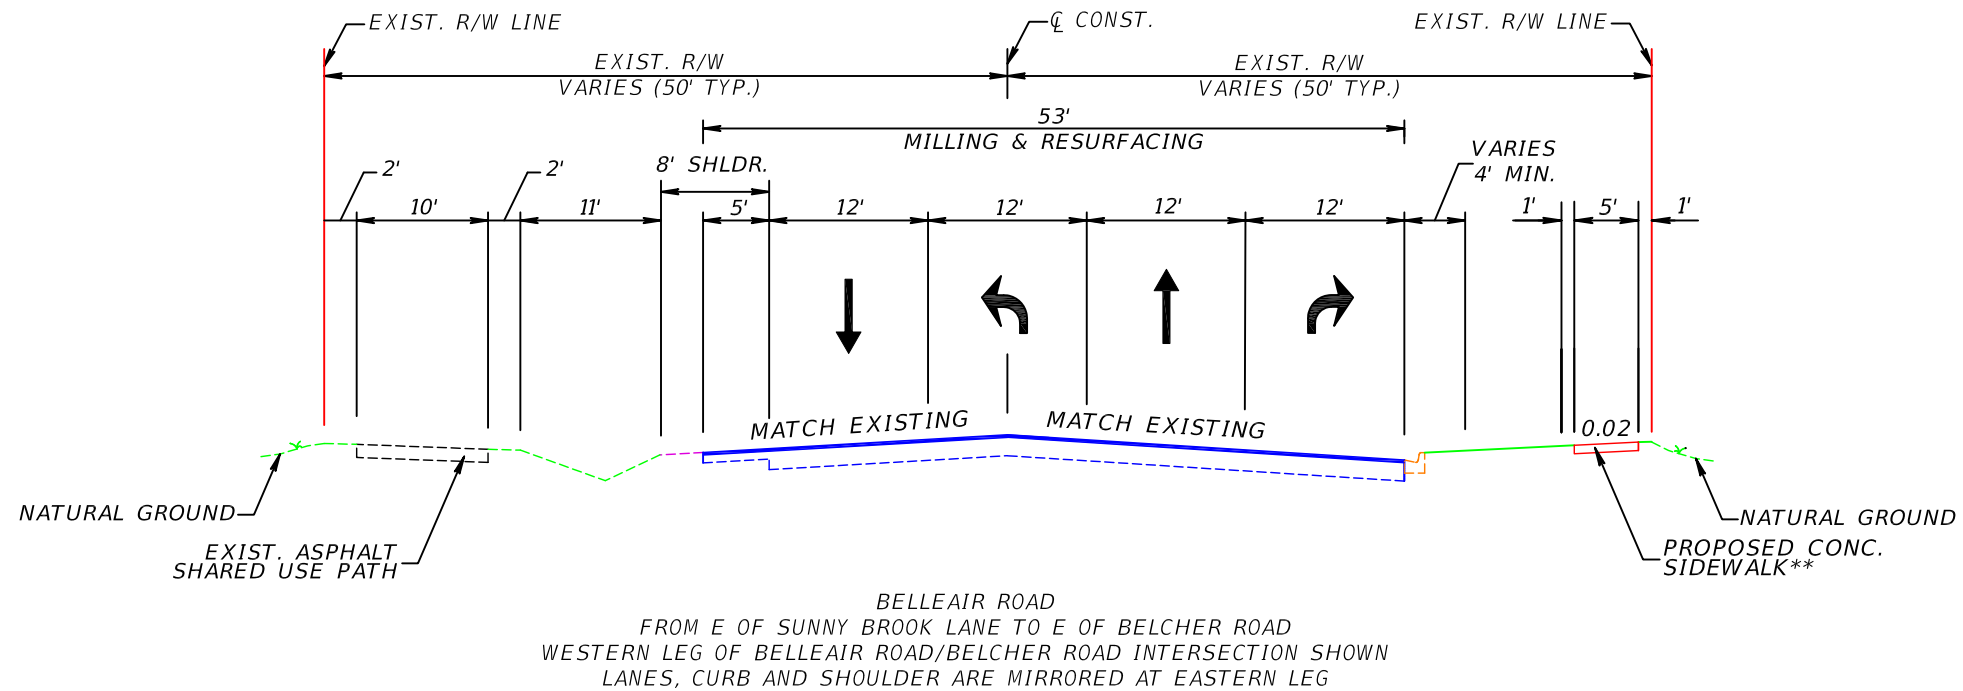 EXIST. R/W LINE
℄ CONST.
EXIST. R/W LINE
EXIST. R/W
VARIES (50' TYP.)
EXIST. R/W
VARIES (50' TYP.)
53'
MILLING & RESURFACING
2'
2'
8' SHLDR.
VARIES
4' MIN.
10'
11'
5'
12'
12'
12'
12'
1'
5'
1'
MATCH EXISTING
MATCH EXISTING
0.02
NATURAL GROUND
EXIST. ASPHALT
SHARED USE PATH
NATURAL GROUND
PROPOSED CONC.
SIDEWALK**
BELLEAIR ROAD
FROM E OF SUNNY BROOK LANE TO E OF BELCHER ROAD
WESTERN LEG OF BELLEAIR ROAD/BELCHER ROAD INTERSECTION SHOWN
LANES, CURB AND SHOULDER ARE MIRRORED AT EASTERN LEG